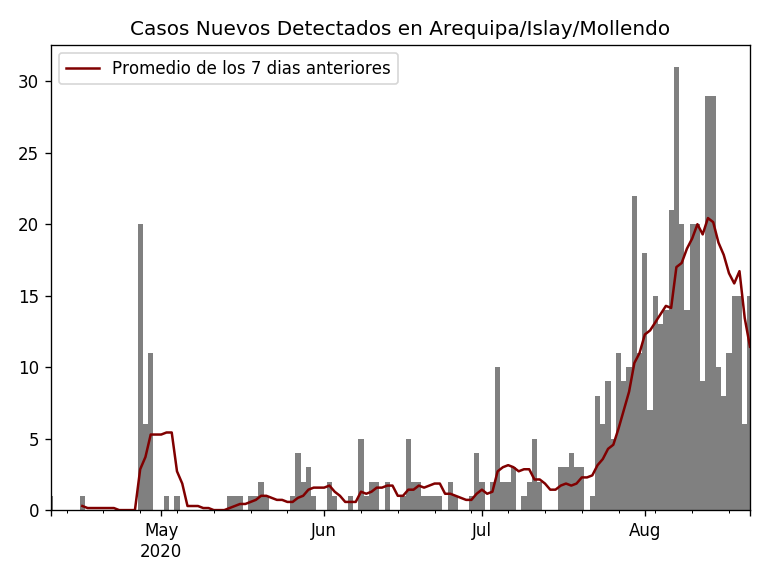 Casos Nuevos Detectados en Arequipa/Islay/Mollendo
Promedio de los 7 dias anteriores
30
25
20
15
10
5
0
May Jun Jul Aug
2020